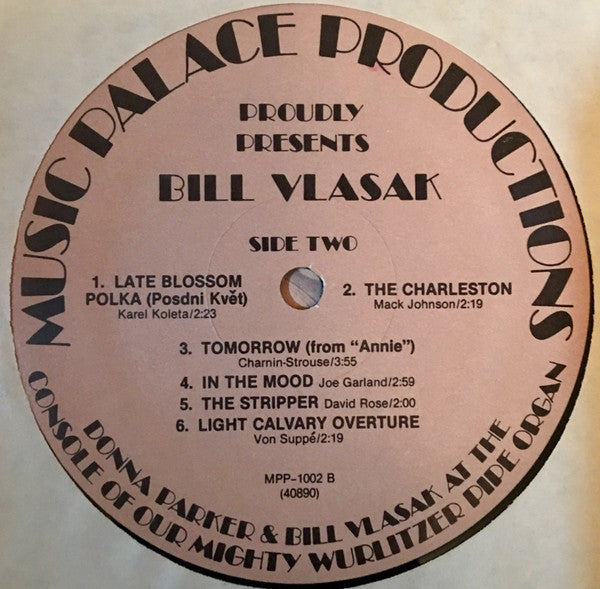 MUSIC PALACE PRODUCTIONS
PROUDLY
PRESENTS
BILL VLASAK
SIDE TWO
1. LATE BLOSSOM
POLKA (Posdni Květ)
Karel Koleta/2:23
2. THE CHARLESTON
Mack Johnson/2:19
3. TOMORROW (from “Annie”)
Charnin-Strouse/3:55
4. IN THE MOOD Joe Garland/2:59
5. THE STRIPPER David Rose/2:00
6. LIGHT CALVARY OVERTURE
Von Suppé/2:19
MPP-1002 B
(40890)
DONNA PARKER & BILL VLASAK AT THE
CONSOLE OF OUR MIGHTY WURLITZER PIPE ORGAN